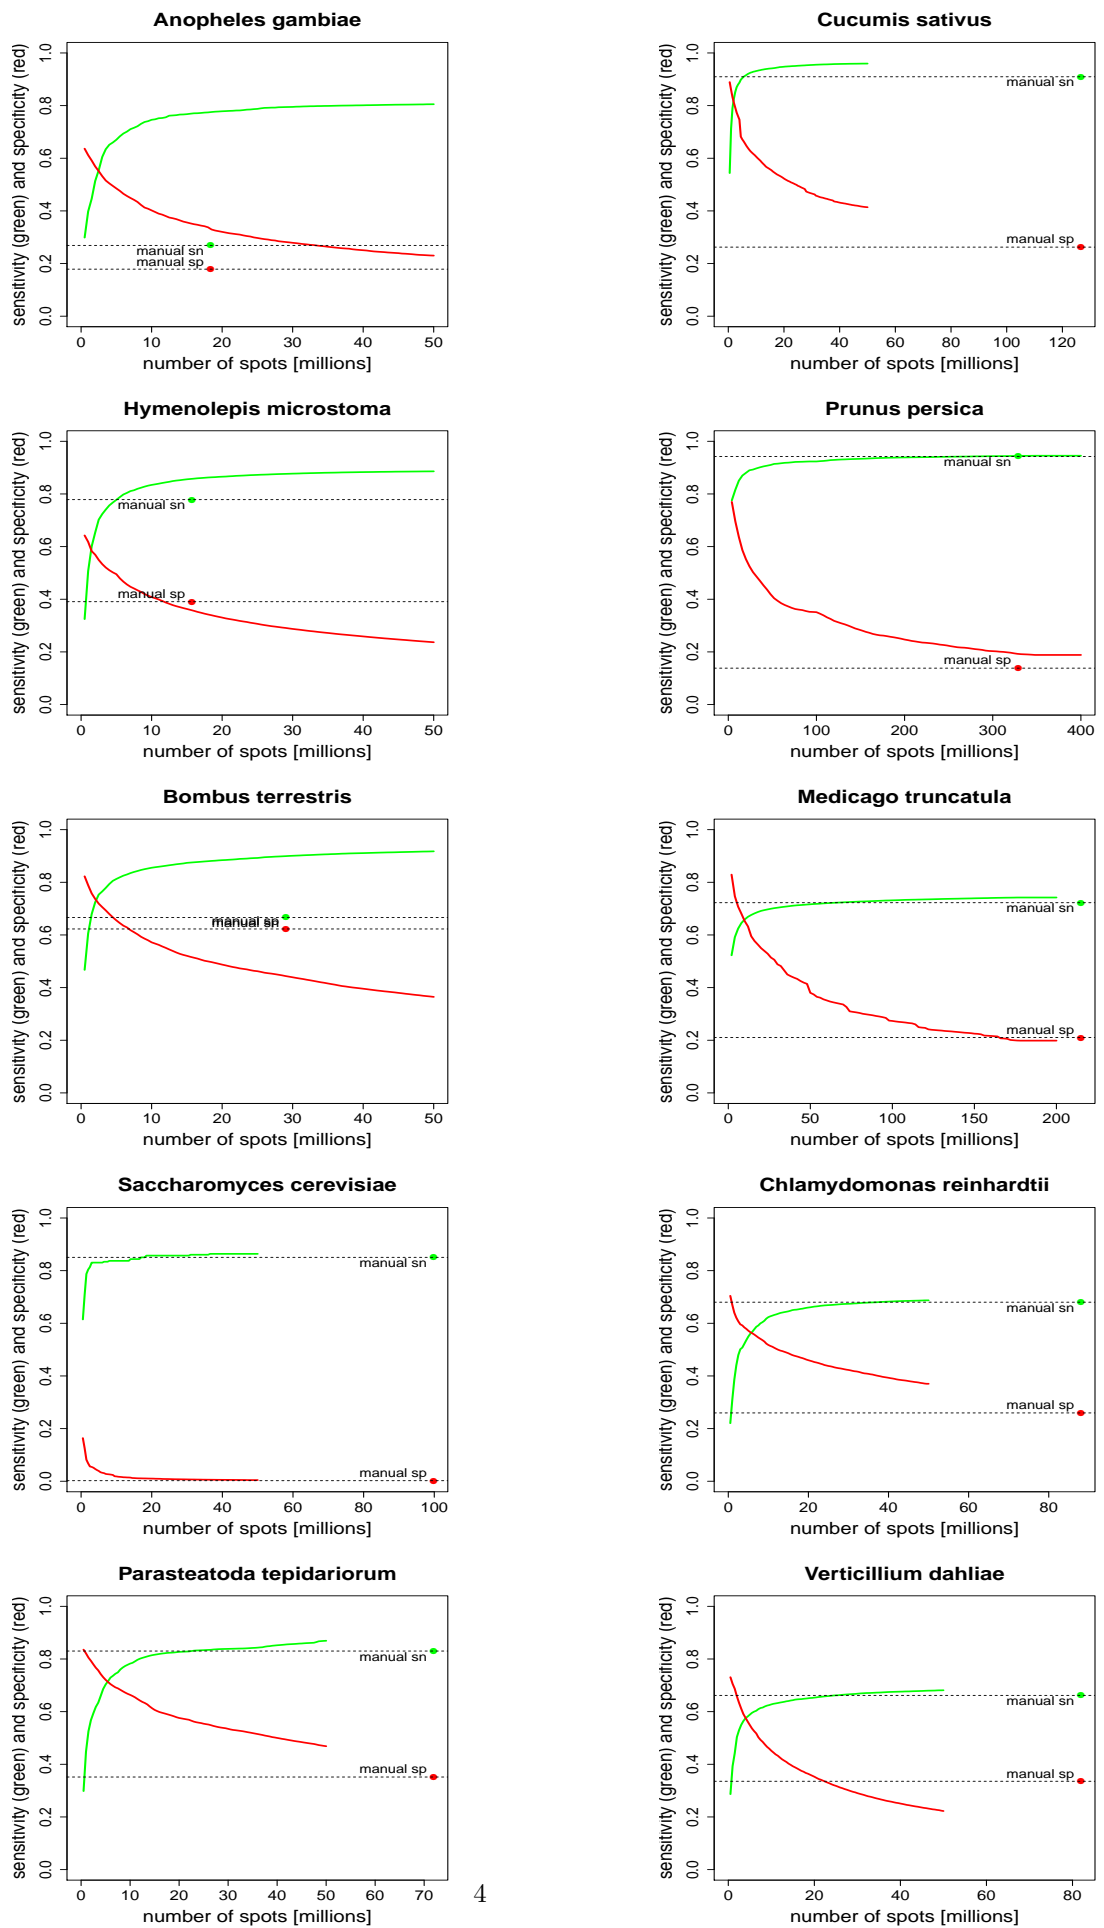 Anopheles gambiae
sensitivity (green) and specificity (red)
0.0 0.2 0.4 0.6 0.8 1.0
manual sn
manual sp
0 10 20 30 40 50
number of spots [millions]
Cucumis sativus
sensitivity (green) and specificity (red)
0.0 0.2 0.4 0.6 0.8 1.0
manual sn
manual sp
0 20 40 60 80 100 120
number of spots [millions]
Hymenolepis microstoma
sensitivity (green) and specificity (red)
0.0 0.2 0.4 0.6 0.8 1.0
manual sn
manual sp
0 10 20 30 40 50
number of spots [millions]
Prunus persica
sensitivity (green) and specificity (red)
0.0 0.2 0.4 0.6 0.8 1.0
manual sn
manual sp
0 100 200 300 400
number of spots [millions]
Bombus terrestris
sensitivity (green) and specificity (red)
0.0 0.2 0.4 0.6 0.8 1.0
manual sn
0 10 20 30 40 50
number of spots [millions]
Medicago truncatula
sensitivity (green) and specificity (red)
0.0 0.2 0.4 0.6 0.8 1.0
manual sn
manual sp
0 50 100 150 200
number of spots [millions]
Saccharomyces cerevisiae
sensitivity (green) and specificity (red)
0.0 0.2 0.4 0.6 0.8 1.0
manual sn
manual sp
0 20 40 60 80 100
number of spots [millions]
Chlamydomonas reinhardtii
sensitivity (green) and specificity (red)
0.0 0.2 0.4 0.6 0.8 1.0
manual sn
manual sp
0 20 40 60 80
number of spots [millions]
Parasteatoda tepidariorum
sensitivity (green) and specificity (red)
0.0 0.2 0.4 0.6 0.8 1.0
manual sn
manual sp
0 10 20 30 40 50 60 70
number of spots [millions]
Verticillium dahliae
sensitivity (green) and specificity (red)
0.0 0.2 0.4 0.6 0.8 1.0
manual sn
manual sp
0 20 40 60 80
number of spots [millions]
4